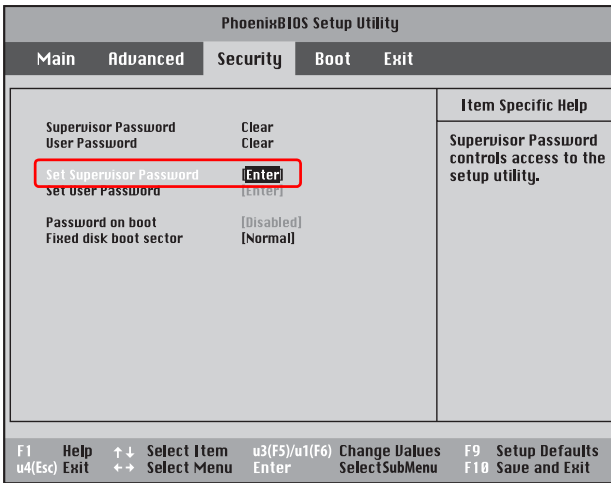 PhoenixBIOS Setup Utility
Main Advanced Security Boot Exit
Item Specific Help
Supervisor Password Clear
User Password Clear
Set Supervisor Password [Enter]
Set User Password [Enter]
Password on boot [Disabled]
Fixed disk boot sector [Normal]
Supervisor Password
controls access to the
setup utility.
F1 Help ↑↓ Select Item u3(F5)/u1(F6) Change Values F9 Setup Defaults
u4(Esc) Exit ←→ Select Menu Enter SelectSubMenu F10 Save and Exit